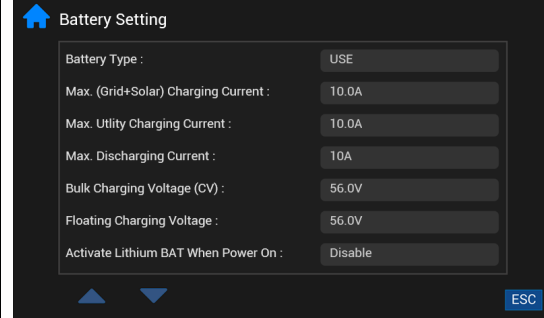 Battery Setting
Battery Type : USE
Max. (Grid+Solar) Charging Current : 10.0A
Max. Utlity Charging Current : 10.0A
Max. Discharging Current : 10A
Bulk Charging Voltage (CV) : 56.0V
Floating Charging Voltage : 56.0V
Activate Lithium BAT When Power On : Disable
ESC